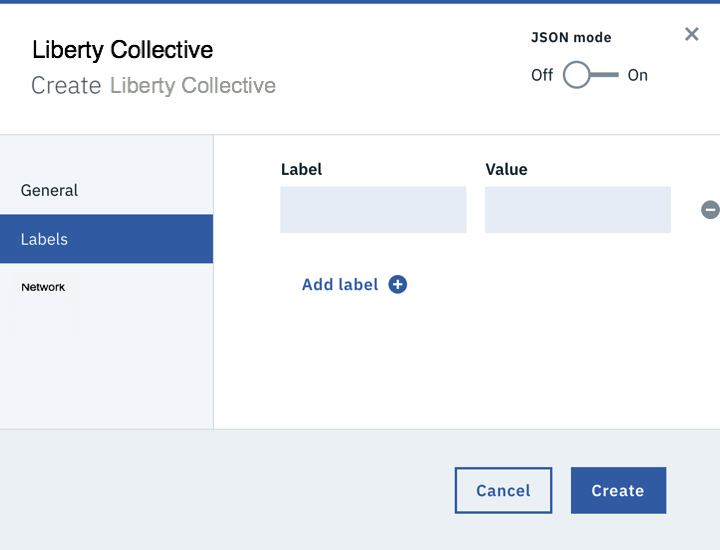 Liberty Collective
Create Liberty Collective
JSON mode
Off On
General
Labels
Network
Label Value
Add label
Cancel Create